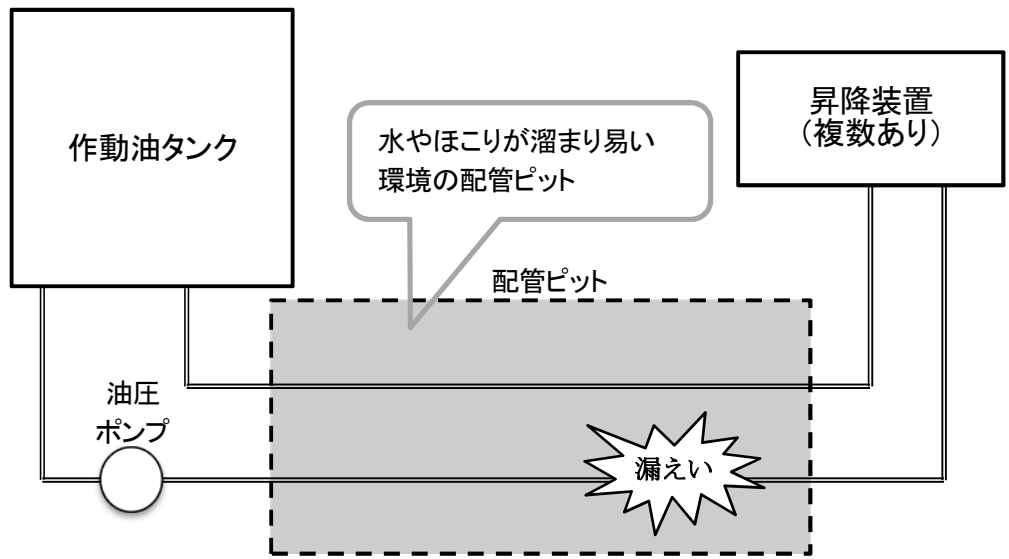 作動油タンク
昇降装置
（複数あり）
水やほこりが溜まり易い
環境の配管ピット
配管ピット
油圧
ポンプ
漏えい